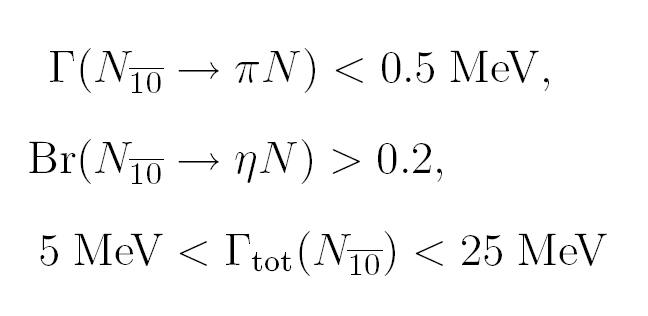 Γ(N_{\overline{10}} → πN) < 0.5 MeV,
Br(N_{\overline{10}} → ηN) > 0.2,
5 MeV < Γ_{tot}(N_{\overline{10}}) < 25 MeV